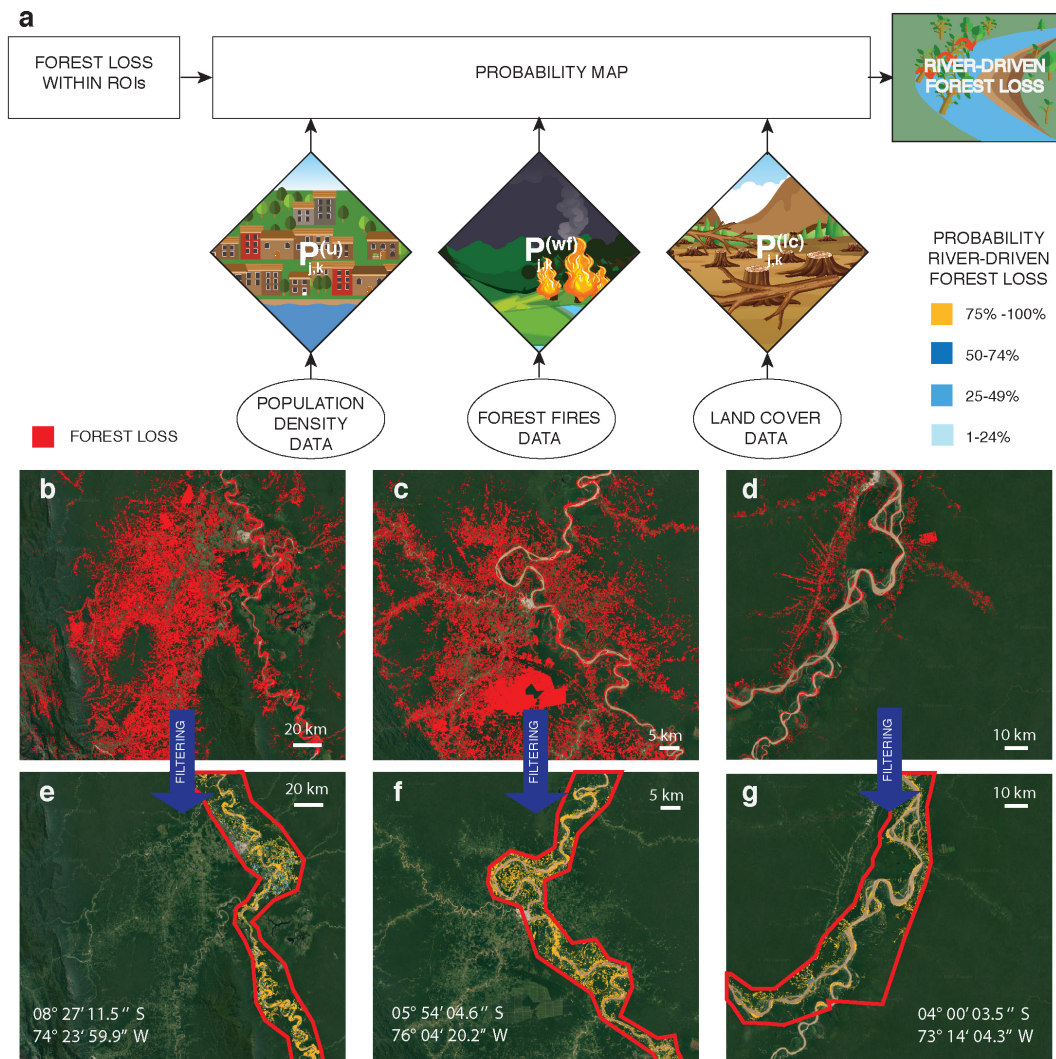 a
FOREST LOSS
WITHIN ROIs
PROBABILITY MAP
RIVER-DRIVEN
FOREST LOSS
P(u)j,k
P(wf)j,k
P(lc)j,k
POPULATION
DENSITY
DATA
FOREST FIRES
DATA
LAND COVER
DATA
PROBABILITY
RIVER-DRIVEN
FOREST LOSS
75% -100%
50-74%
25-49%
1-24%
FOREST LOSS
b
20 km
c
5 km
d
10 km
FILTERING
FILTERING
FILTERING
e
20 km
08° 27' 11.5'' S
74° 23' 59.9'' W
f
5 km
05° 54' 04.6'' S
76° 04' 20.2'' W
g
10 km
04° 00' 03.5'' S
73° 14' 04.3'' W